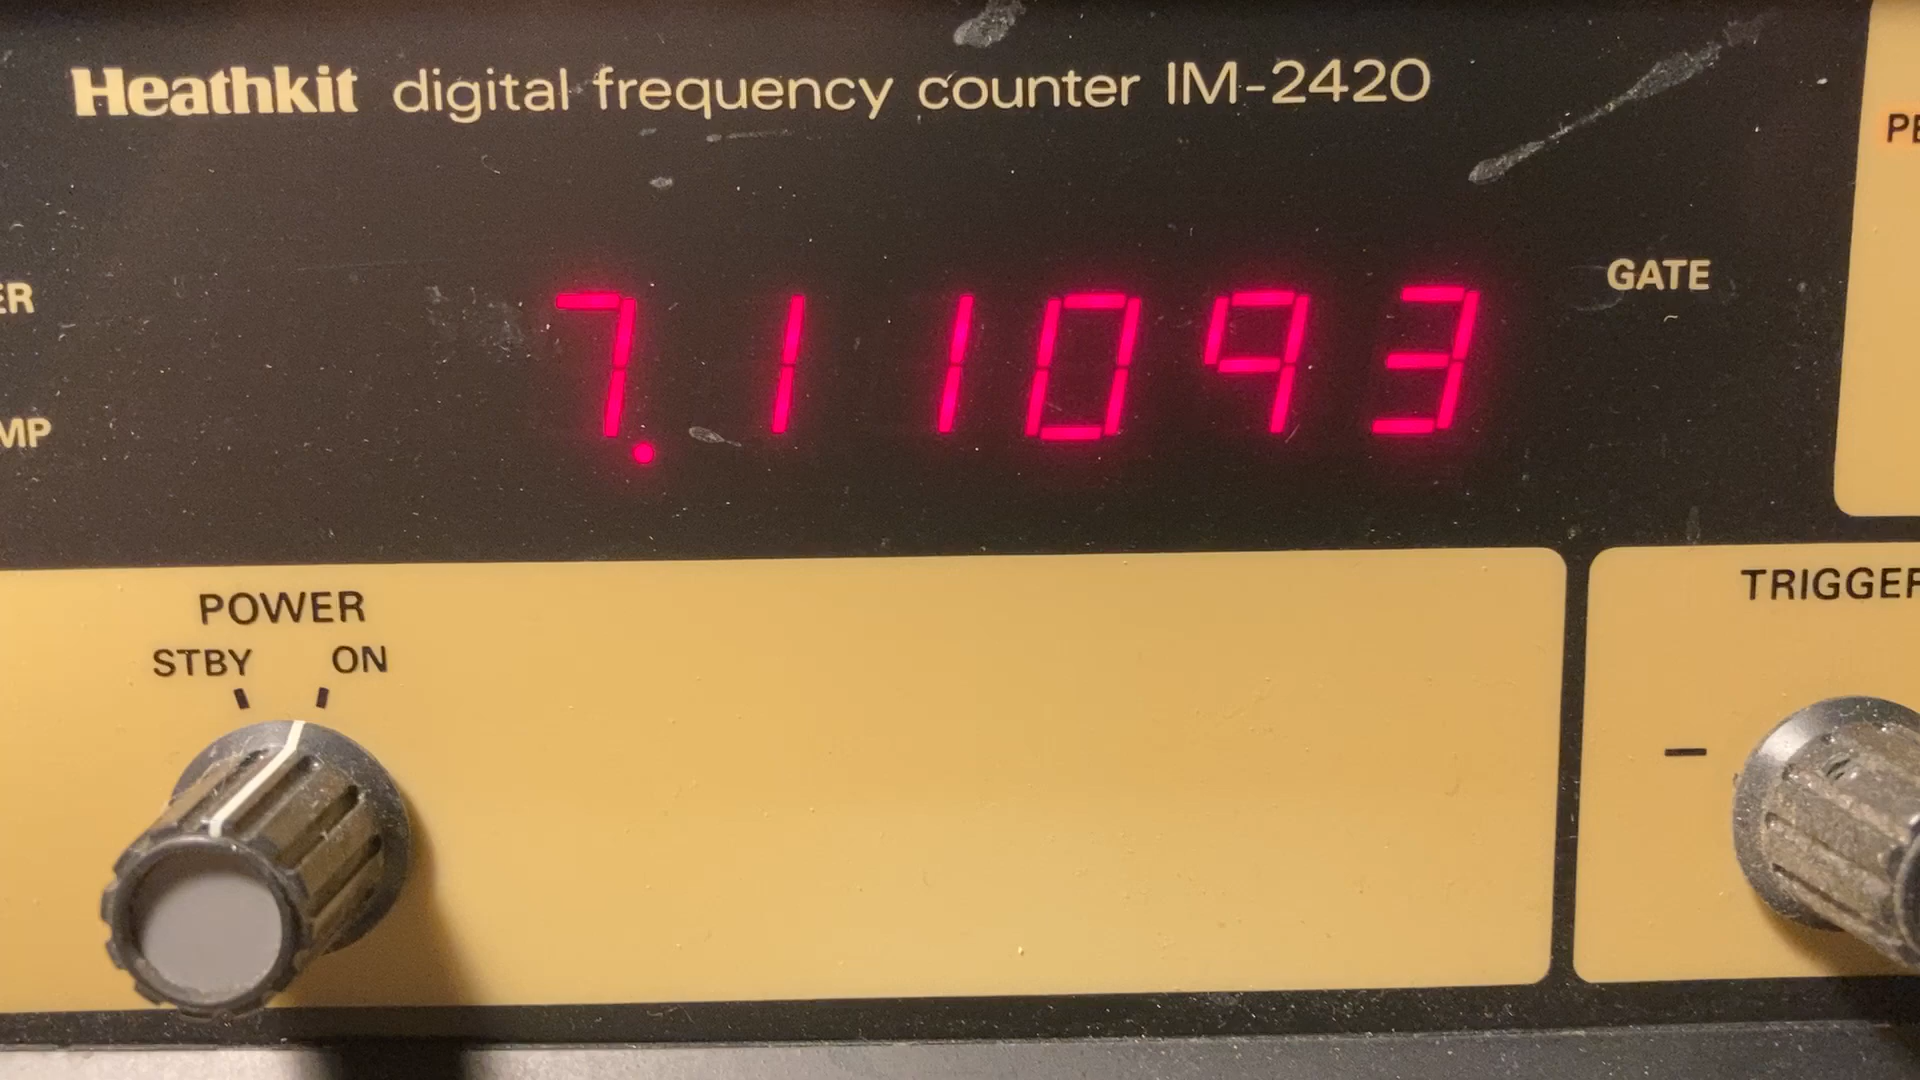 Heathkit digital frequency counter IM-2420
7.11093
GATE
POWER
STBY ON
TRIGGER